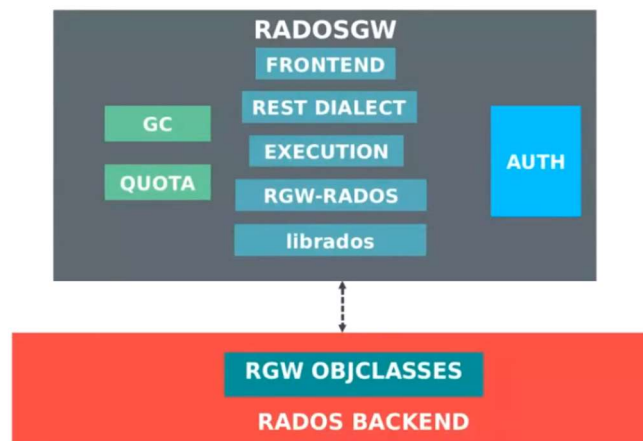 RADOSGW
FRONTEND
REST DIALECT
GC
EXECUTION
AUTH
QUOTA
RGW-RADOS
librados
RGW OBJCLASSES
RADOS BACKEND